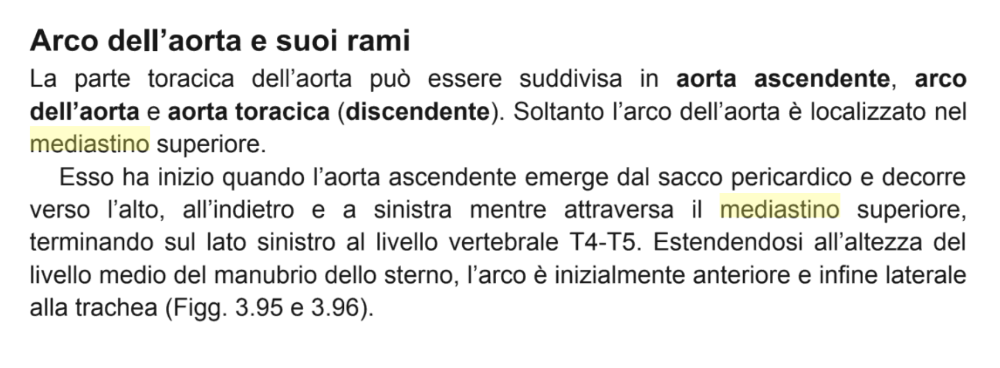 Arco dell’aorta e suoi rami
La parte toracica dell’aorta può essere suddivisa in aorta ascendente, arco
dell’aorta e aorta toracica (discendente). Soltanto l’arco dell’aorta è localizzato nel
mediastino superiore.
Esso ha inizio quando l’aorta ascendente emerge dal sacco pericardico e decorre
verso l’alto, all’indietro e a sinistra mentre attraversa il mediastino superiore,
terminando sul lato sinistro al livello vertebrale T4-T5. Estendendosi all’altezza del
livello medio del manubrio dello sterno, l’arco è inizialmente anteriore e infine laterale
alla trachea (Figg. 3.95 e 3.96).